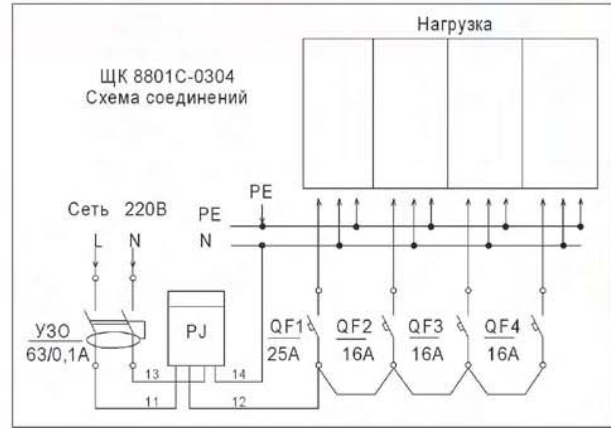 Нагрузка
ЩК 8801С-0304
Схема соединений
PE
Сеть 220В
PE
L N
N
УЗО
63/0,1А
PJ
QF1
25А
QF2
16А
QF3
16А
QF4
16А
13
14
11
12